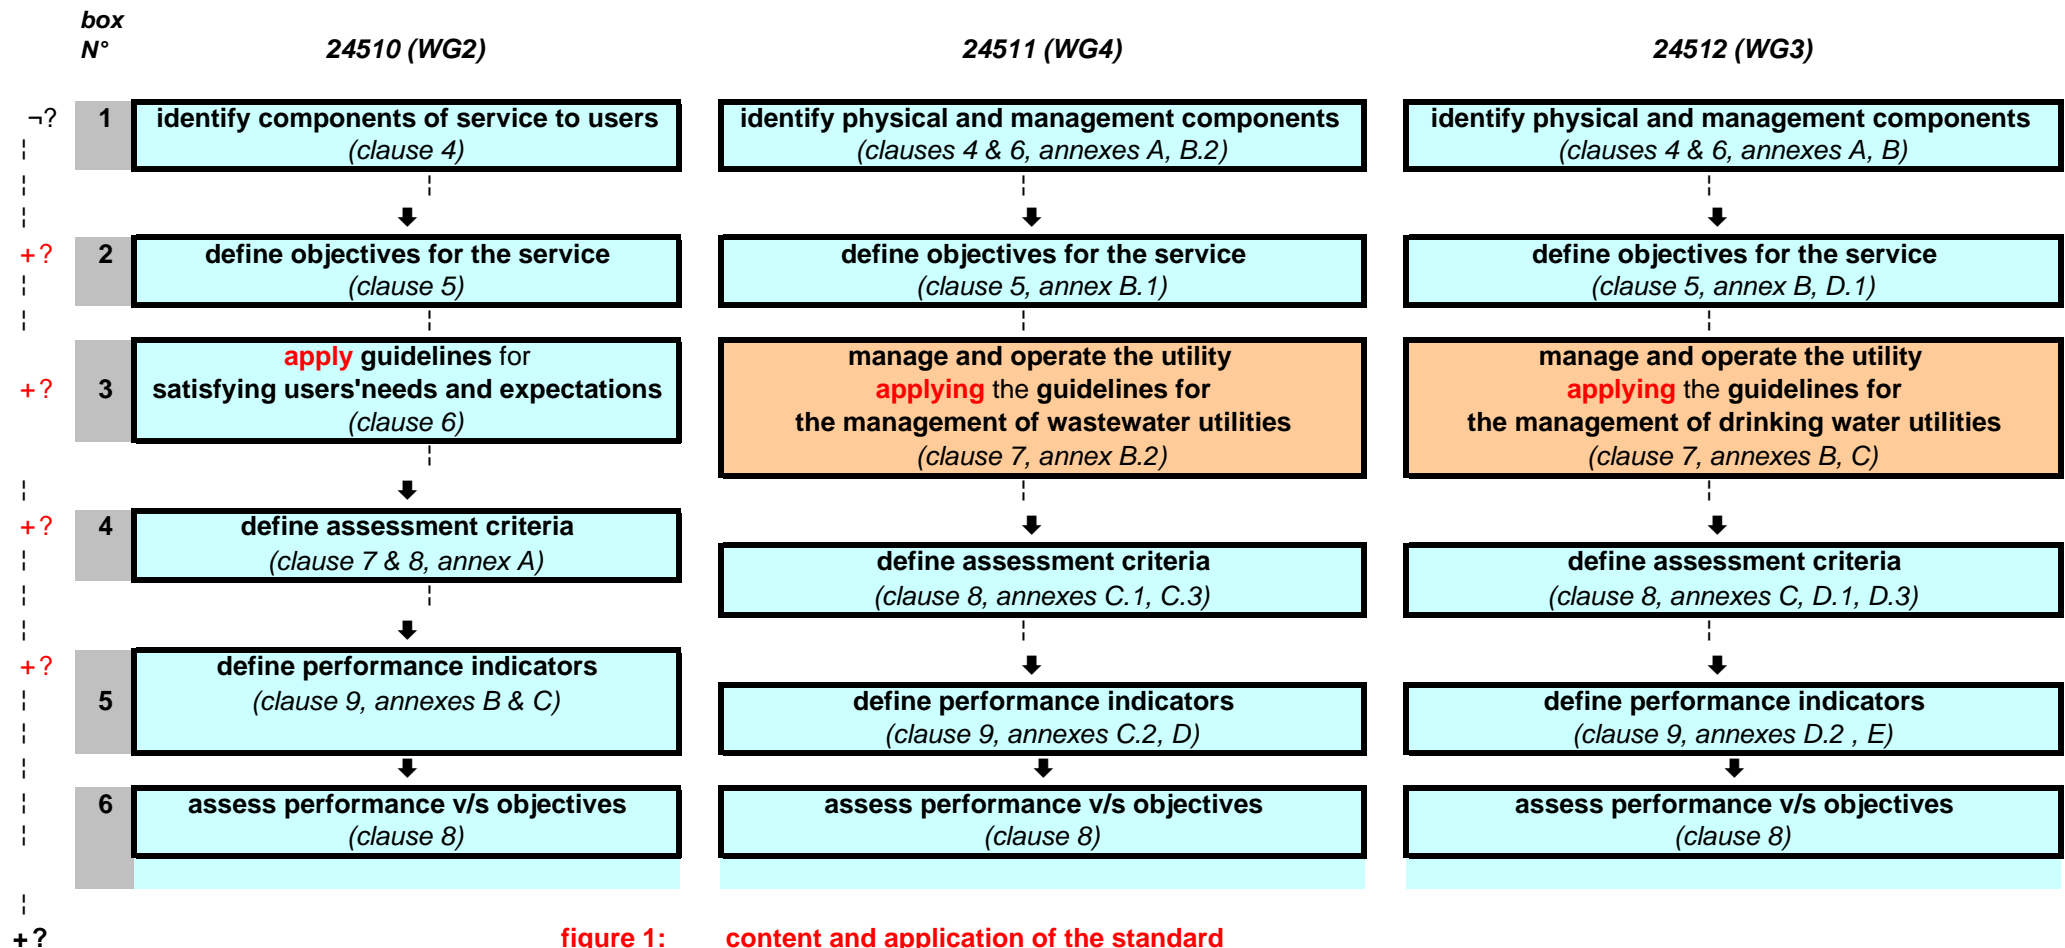 box
N°
24510 (WG2)
24511 (WG4)
24512 (WG3)
¬?
1
identify components of service to users
(clause 4)
identify physical and management components
(clauses 4 & 6, annexes A, B.2)
identify physical and management components
(clauses 4 & 6, annexes A, B)
+?
2
define objectives for the service
(clause 5)
define objectives for the service
(clause 5, annex B.1)
define objectives for the service
(clause 5, annex B, D.1)
+?
3
apply guidelines for
satisfying users'needs and expectations
(clause 6)
manage and operate the utility
applying the guidelines for
the management of wastewater utilities
(clause 7, annex B.2)
manage and operate the utility
applying the guidelines for
the management of drinking water utilities
(clause 7, annexes B, C)
+?
4
define assessment criteria
(clause 7 & 8, annex A)
define assessment criteria
(clause 8, annexes C.1, C.3)
define assessment criteria
(clause 8, annexes C, D.1, D.3)
+?
5
define performance indicators
(clause 9, annexes B & C)
define performance indicators
(clause 9, annexes C.2, D)
define performance indicators
(clause 9, annexes D.2 , E)
6
assess performance v/s objectives
(clause 8)
assess performance v/s objectives
(clause 8)
assess performance v/s objectives
(clause 8)
+?
figure 1: content and application of the standard